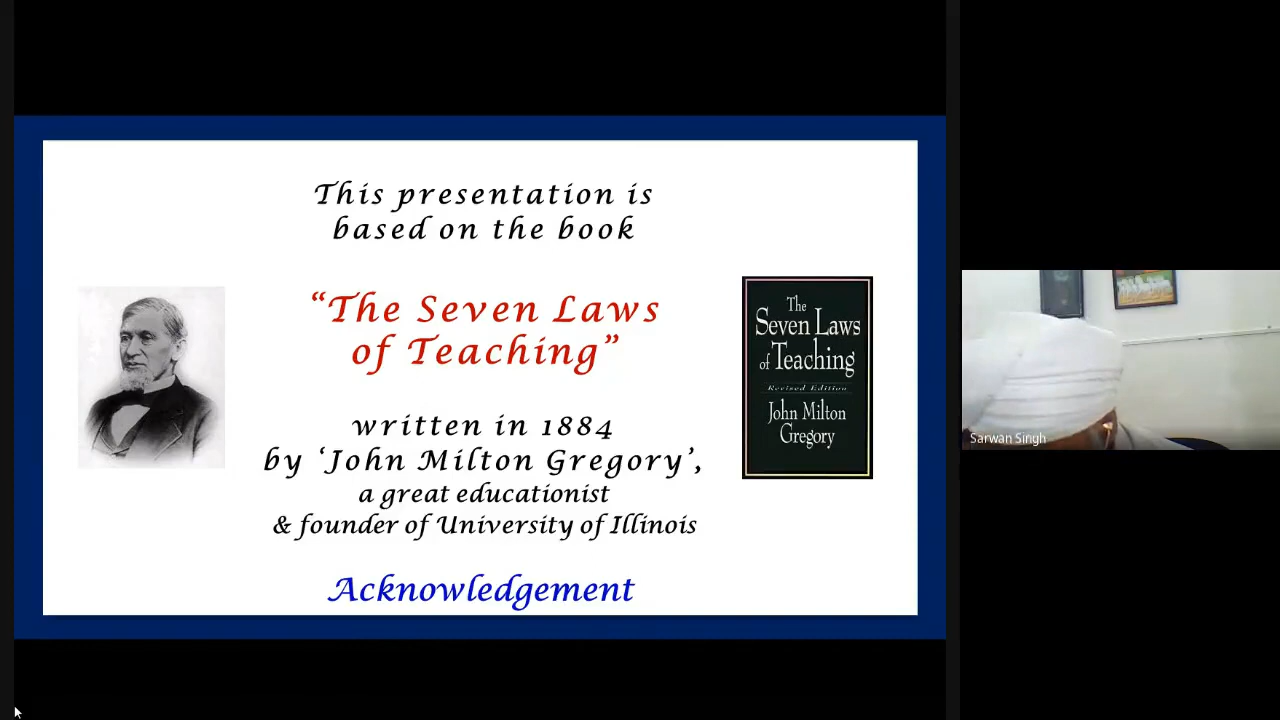 This presentation is
based on the book
“The Seven Laws
of Teaching”
written in 1884
by ‘John Milton Gregory’,
a great educationist
& founder of University of Illinois
Acknowledgement
The
Seven Laws
of Teaching
Revised Edition
John Milton
Gregory
Sarwan Singh